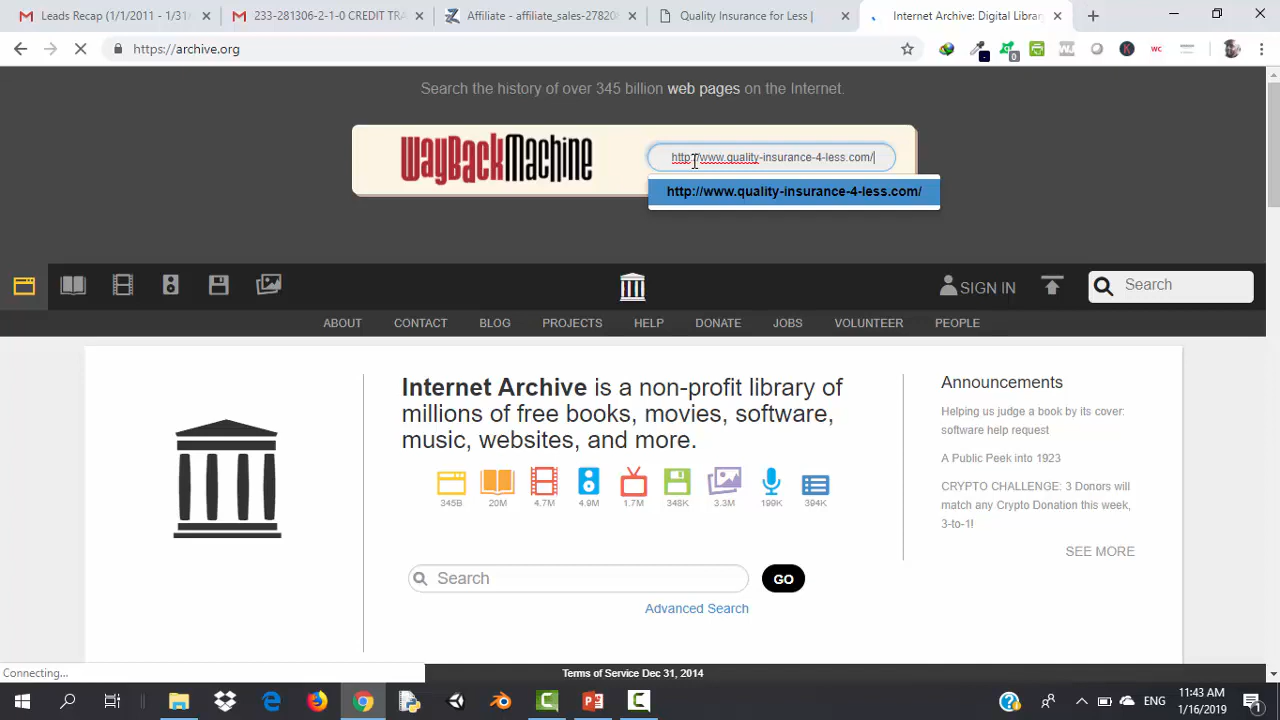 Leads Recap (1/1/2011 - 1/31
233-281306-2-1-0 CREDIT TRA
Affiliate - affiliate_sales-27820
Quality Insurance for Less |
Internet Archive: Digital Librar
https://archive.org
0
WJ
K
wc
Search the history of over 345 billion web pages on the Internet.
WayBackMachine
http://www.quality-insurance-4-less.com/
http://www.quality-insurance-4-less.com/
SIGN IN
Search
ABOUT CONTACT BLOG PROJECTS HELP DONATE JOBS VOLUNTEER PEOPLE
Internet Archive is a non-profit library of
millions of free books, movies, software,
music, websites, and more.
345B 20M 4.7M 4.9M 1.7M 348K 3.3M 199K 394K
Search
GO
Advanced Search
Announcements
Helping us judge a book by its cover:
software help request
A Public Peek into 1923
CRYPTO CHALLENGE: 3 Donors will
match any Crypto Donation this week,
3-to-1!
SEE MORE
Connecting...
Terms of Service Dec 31, 2014
ENG
11:43 AM
1/16/2019
1